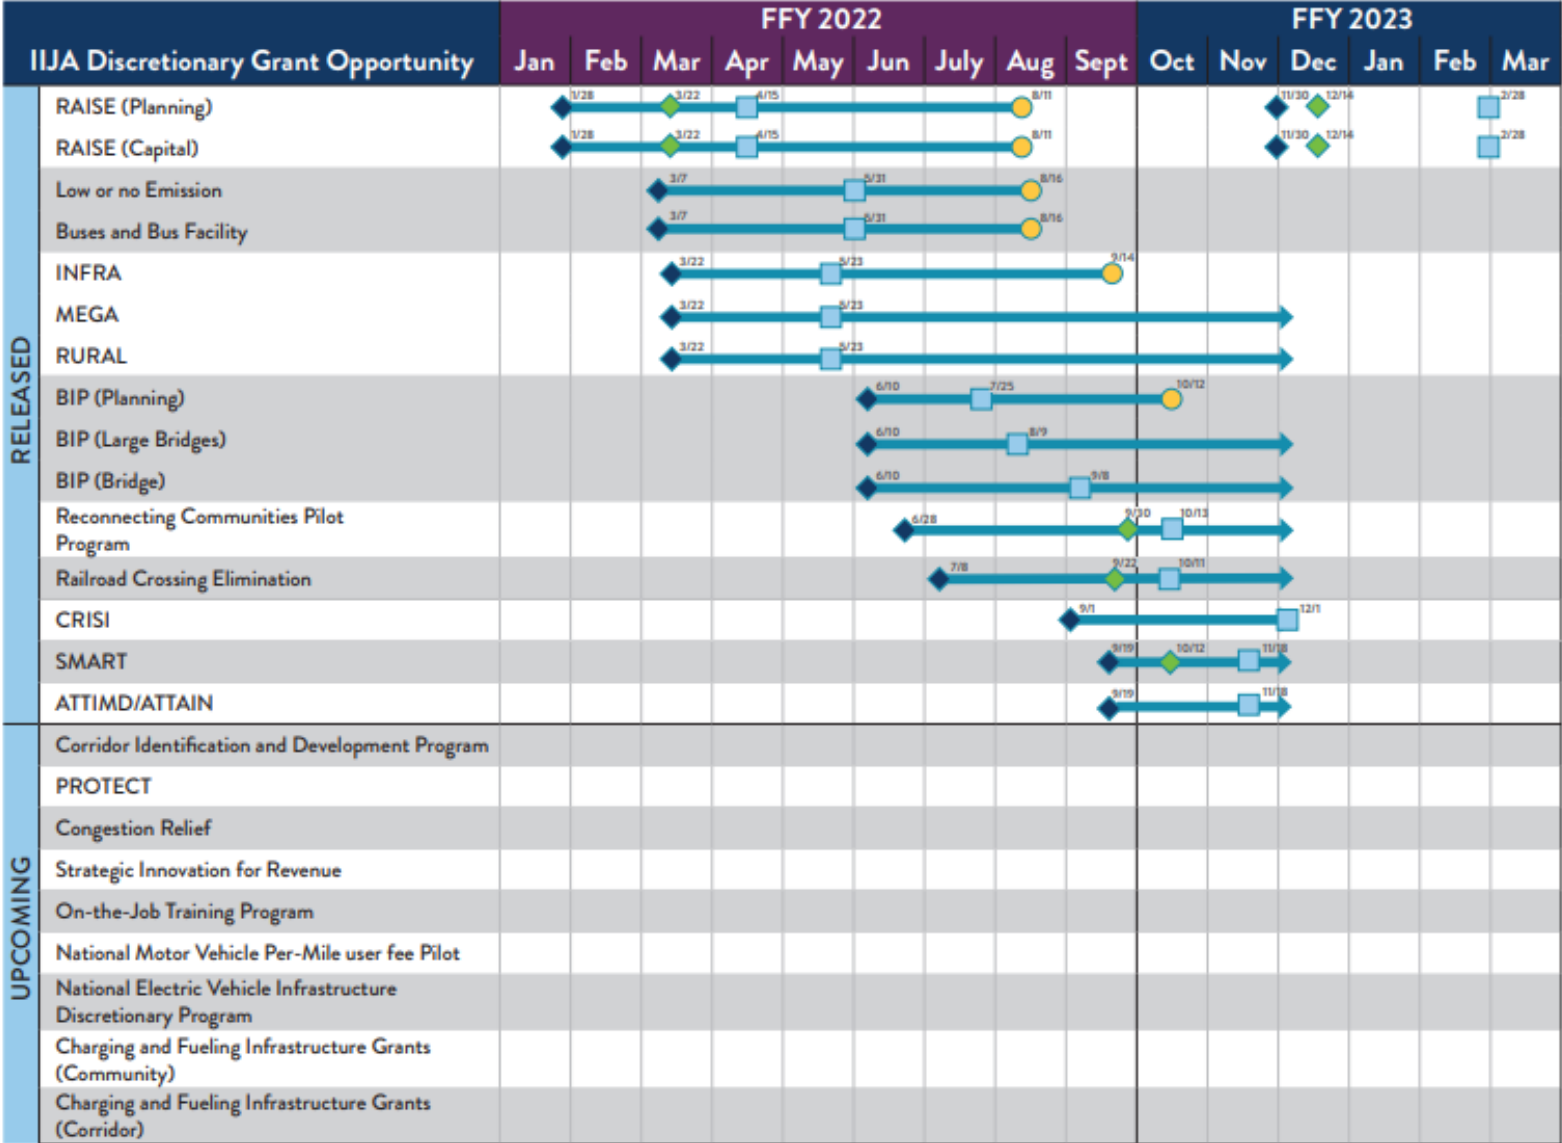 FFY 2022 FFY 2023
IIJA Discretionary Grant Opportunity Jan Feb Mar Apr May Jun July Aug Sept Oct Nov Dec Jan Feb Mar
RELEASED
RAISE (Planning) 1/28 3/22 4/15 8/11 11/30 12/14 2/28
RAISE (Capital) 1/28 3/22 4/15 8/11 11/30 12/14 2/28
Low or no Emission 3/7 5/31 8/16
Buses and Bus Facility 3/7 5/31 8/16
INFRA 3/22 5/23 9/14
MEGA 3/22 5/23
RURAL 3/22 5/23
BIP (Planning) 6/10 7/25 10/12
BIP (Large Bridges) 6/10 8/9
BIP (Bridge) 6/10 9/8
Reconnecting Communities Pilot
Program 6/28 9/30 10/13
Railroad Crossing Elimination 7/8 9/22 10/11
CRISI 9/1 12/1
SMART 9/19 10/12 11/18
ATTIMD/ATTAIN 9/19 11/18
UPCOMING
Corridor Identification and Development Program
PROTECT
Congestion Relief
Strategic Innovation for Revenue
On-the-Job Training Program
National Motor Vehicle Per-Mile user fee Pilot
National Electric Vehicle Infrastructure
Discretionary Program
Charging and Fueling Infrastructure Grants
(Community)
Charging and Fueling Infrastructure Grants
(Corridor)